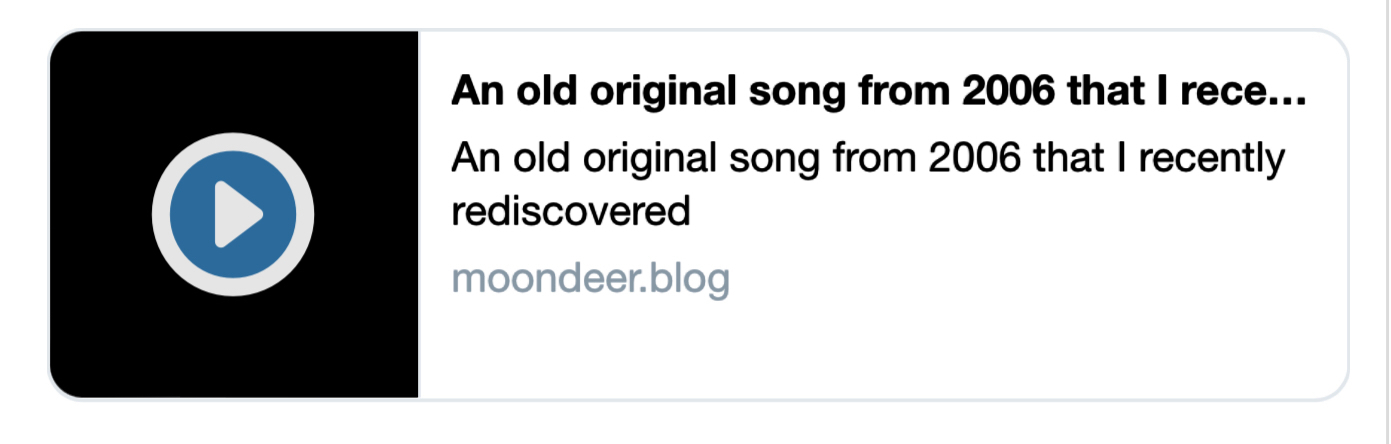 An old original song from 2006 that I rece...
An old original song from 2006 that I recently
rediscovered
moondeer.blog